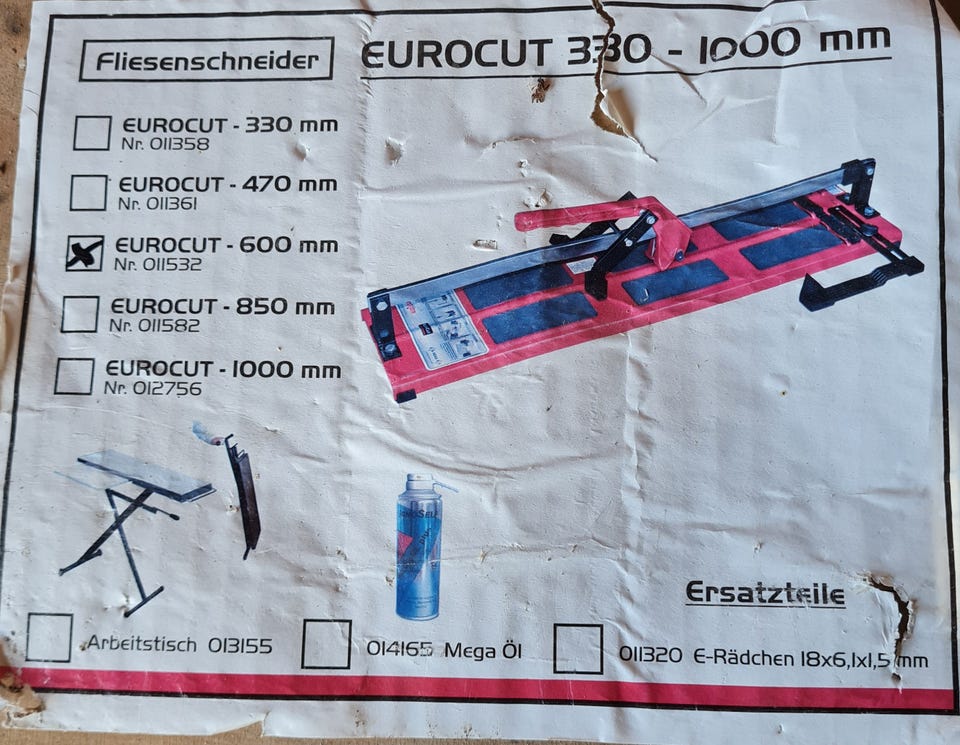 Fliesenschneider
EUROCUT 330 - 1000 mm
EUROCUT - 330 mm
Nr. 011358
EUROCUT - 470 mm
Nr. 011361
EUROCUT - 600 mm
Nr. 011532
EUROCUT - 850 mm
Nr. 011582
EUROCUT - 1000 mm
Nr. 012756
Ersatzteile
Arbeitstisch 013155
014165 Mega Öl
011320 E-Rädchen 18x6,1x1,5 mm